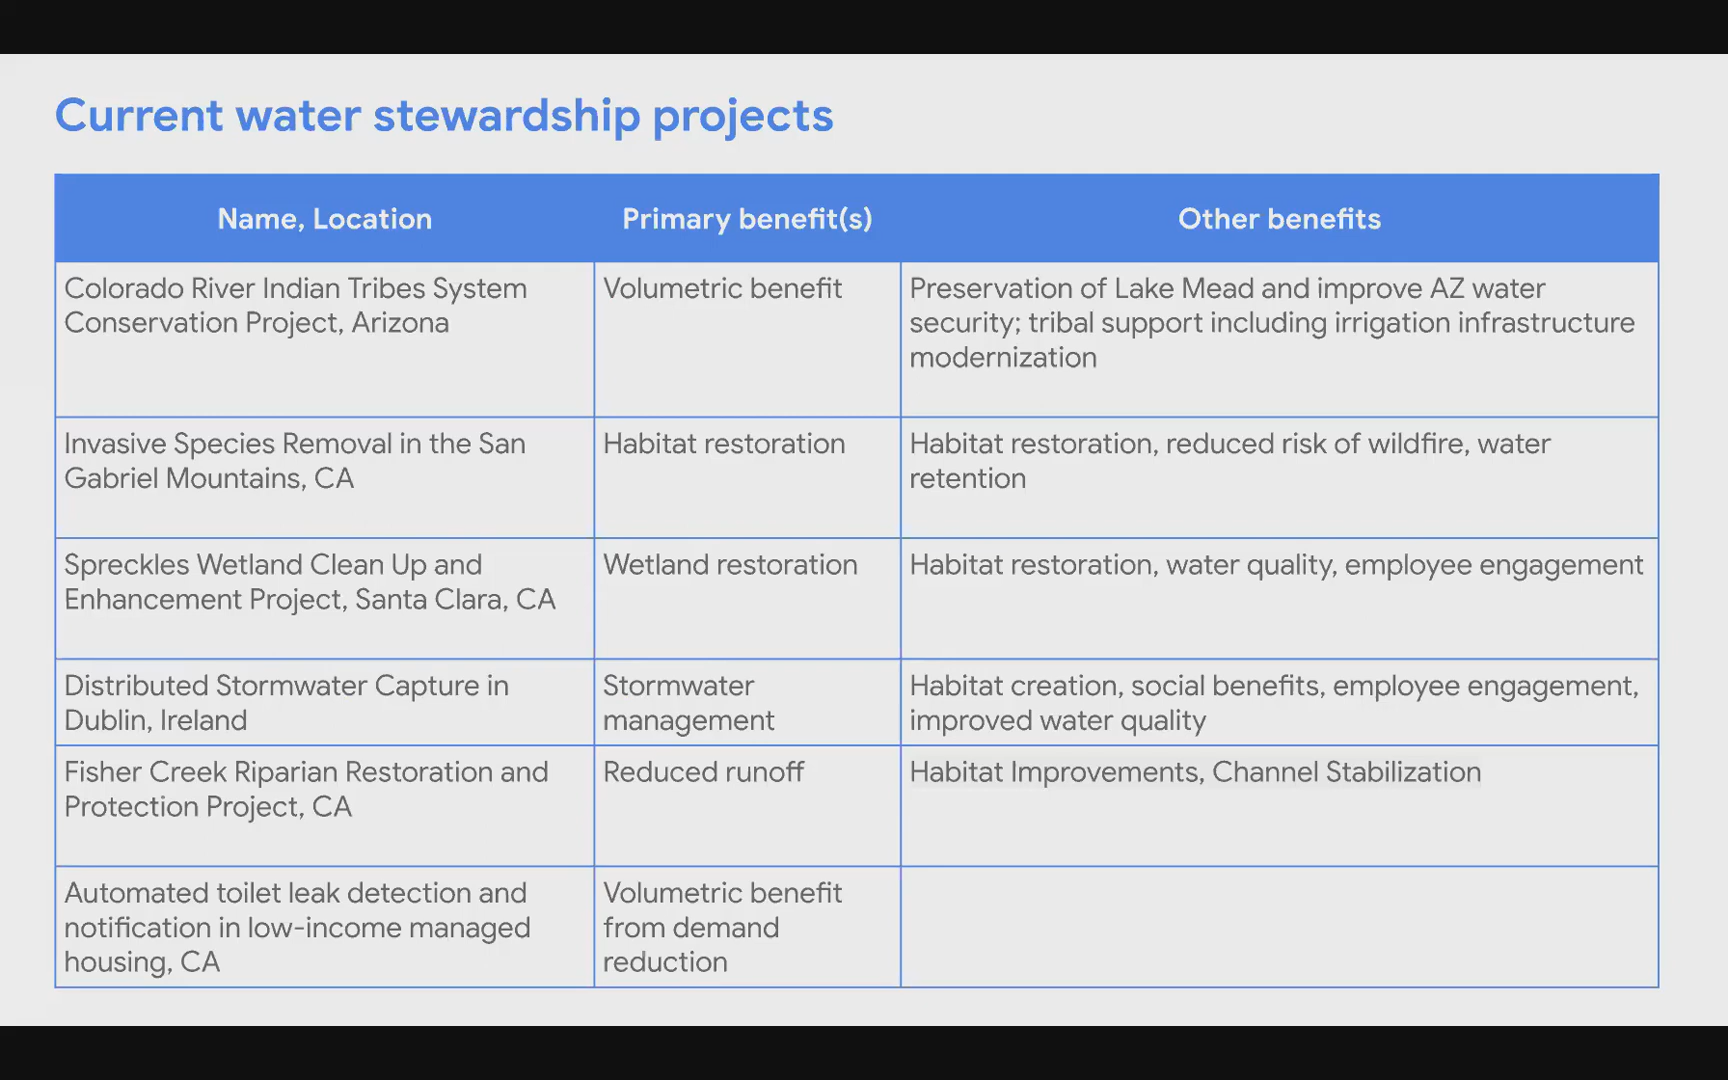 Current water stewardship projects
Name, Location
Primary benefit(s)
Other benefits
Colorado River Indian Tribes System
Conservation Project, Arizona
Volumetric benefit
Preservation of Lake Mead and improve AZ water
security; tribal support including irrigation infrastructure
modernization
Invasive Species Removal in the San
Gabriel Mountains, CA
Habitat restoration
Habitat restoration, reduced risk of wildfire, water
retention
Spreckles Wetland Clean Up and
Enhancement Project, Santa Clara, CA
Wetland restoration
Habitat restoration, water quality, employee engagement
Distributed Stormwater Capture in
Dublin, Ireland
Stormwater
management
Habitat creation, social benefits, employee engagement,
improved water quality
Fisher Creek Riparian Restoration and
Protection Project, CA
Reduced runoff
Habitat Improvements, Channel Stabilization
Automated toilet leak detection and
notification in low-income managed
housing, CA
Volumetric benefit
from demand
reduction